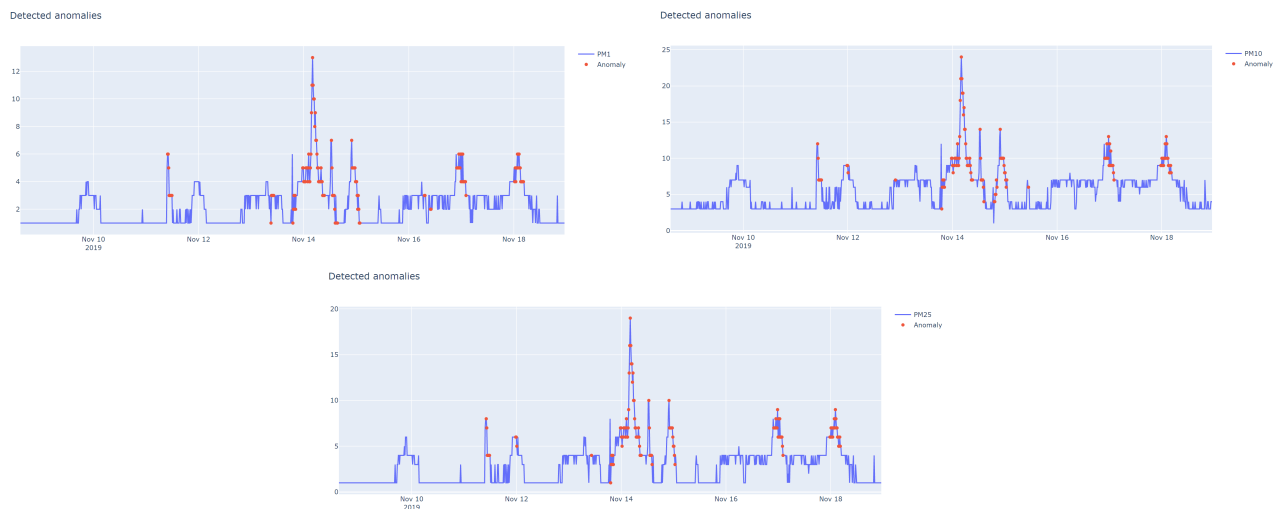 Detected anomalies
12
10
8
6
4
2
Nov 10
2019
Nov 12
Nov 14
Nov 16
Nov 18
PM1
Anomaly
Detected anomalies
25
20
15
10
5
0
Nov 10
2019
Nov 12
Nov 14
Nov 16
Nov 18
PM10
Anomaly
Detected anomalies
20
15
10
5
0
Nov 10
2019
Nov 12
Nov 14
Nov 16
Nov 18
PM25
Anomaly